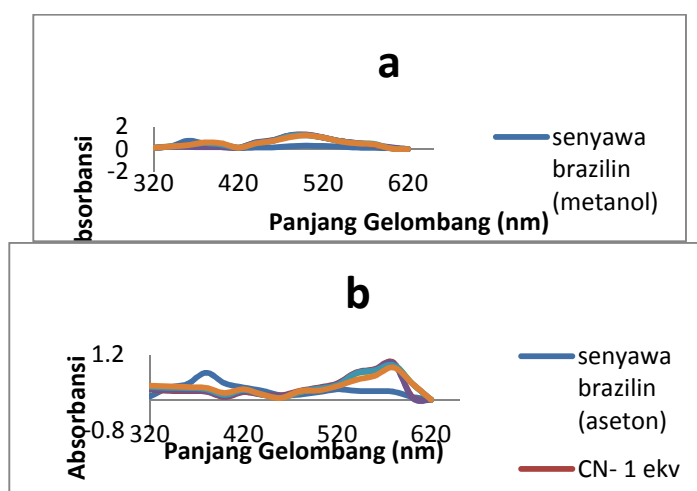 a
2
0
-2
320 420 520 620
bsorbansi
Panjang Gelombang (nm)
senyawa
brazilin
(metanol)
b
1.2
-0.8
320 420 520 620
Absorbansi
Panjang Gelombang (nm)
senyawa
brazilin
(aseton)
CN- 1 ekv